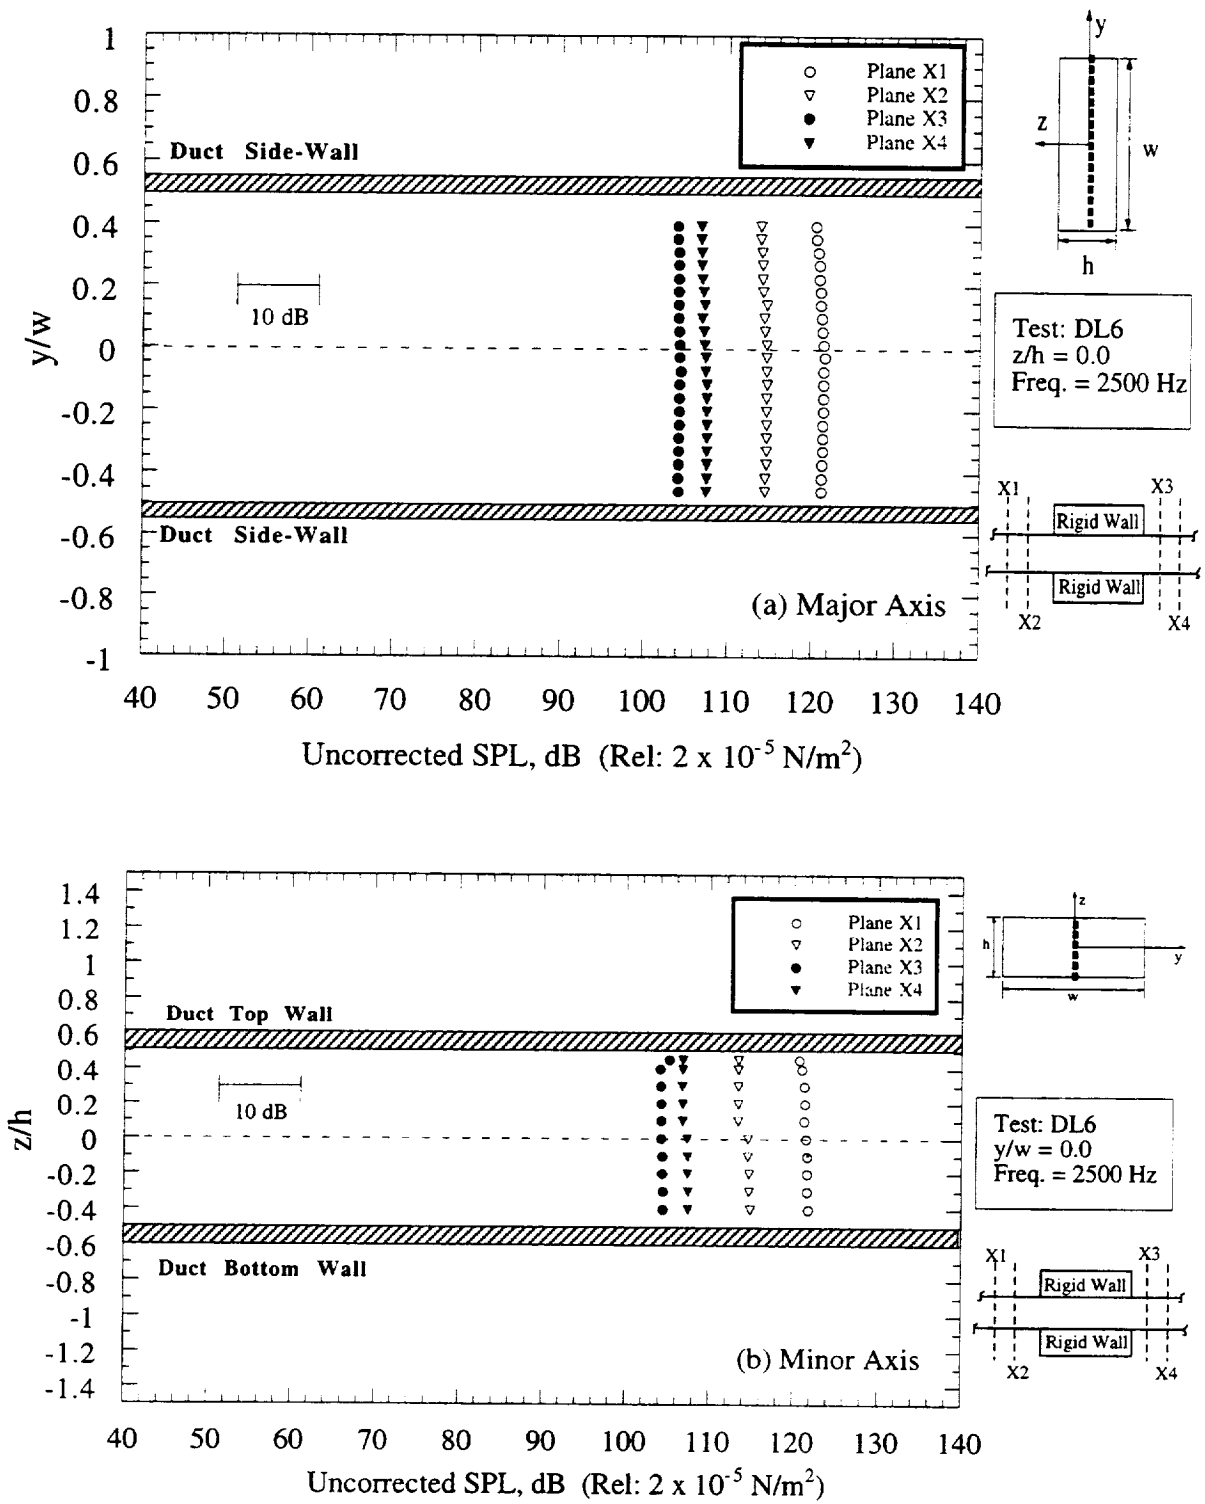 1
0.8
0.6
0.4
0.2
0
-0.2
-0.4
-0.6
-0.8
-1
y/w
Plane X1
Plane X2
Plane X3
Plane X4
Duct Side-Wall
10 dB
Duct Side-Wall
(a) Major Axis
40 50 60 70 80 90 100 110 120 130 140
Uncorrected SPL, dB (Rel: 2 x 10⁻⁵ N/m²)
y
z
w
h
Test: DL6
z/h = 0.0
Freq. = 2500 Hz
X1 X3
Rigid Wall
Rigid Wall
X2 X4
1.4
1.2
1
0.8
0.6
0.4
0.2
0
-0.2
-0.4
-0.6
-0.8
-1
-1.2
-1.4
z/h
Plane X1
Plane X2
Plane X3
Plane X4
Duct Top Wall
10 dB
Duct Bottom Wall
(b) Minor Axis
40 50 60 70 80 90 100 110 120 130 140
Uncorrected SPL, dB (Rel: 2 x 10⁻⁵ N/m²)
z
h
y
w
Test: DL6
y/w = 0.0
Freq. = 2500 Hz
X1 X3
Rigid Wall
Rigid Wall
X2 X4